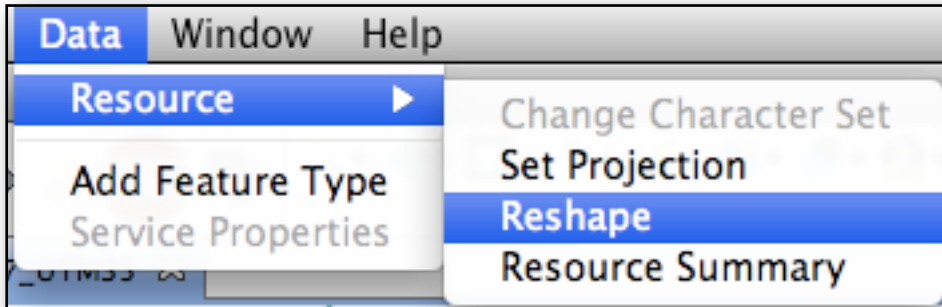 Data Window Help
Resource
Add Feature Type
Service Properties
Change Character Set
Set Projection
Reshape
Resource Summary